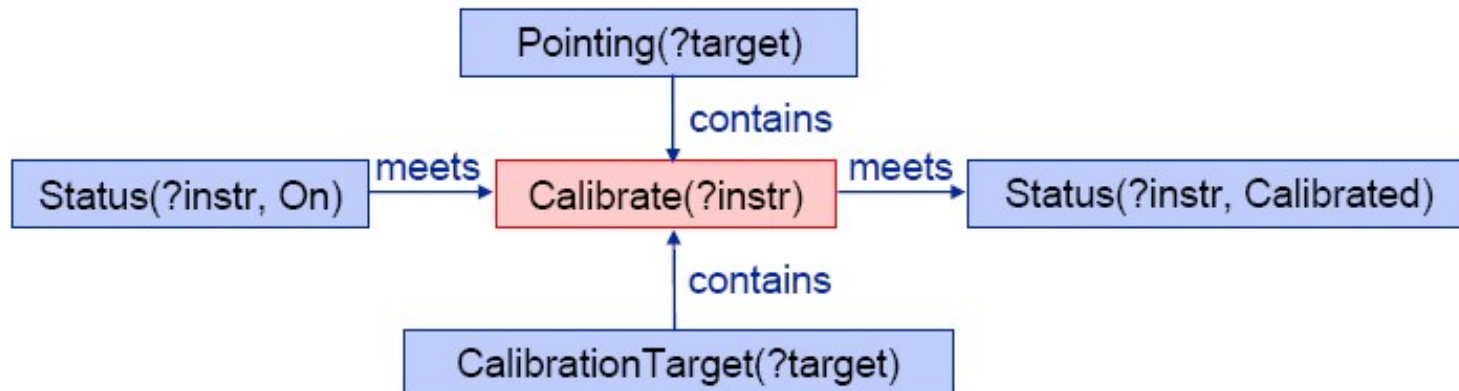 Pointing(?target)
contains
meets
meets
Status(?instr, On)
Calibrate(?instr)
Status(?instr, Calibrated)
contains
CalibrationTarget(?target)